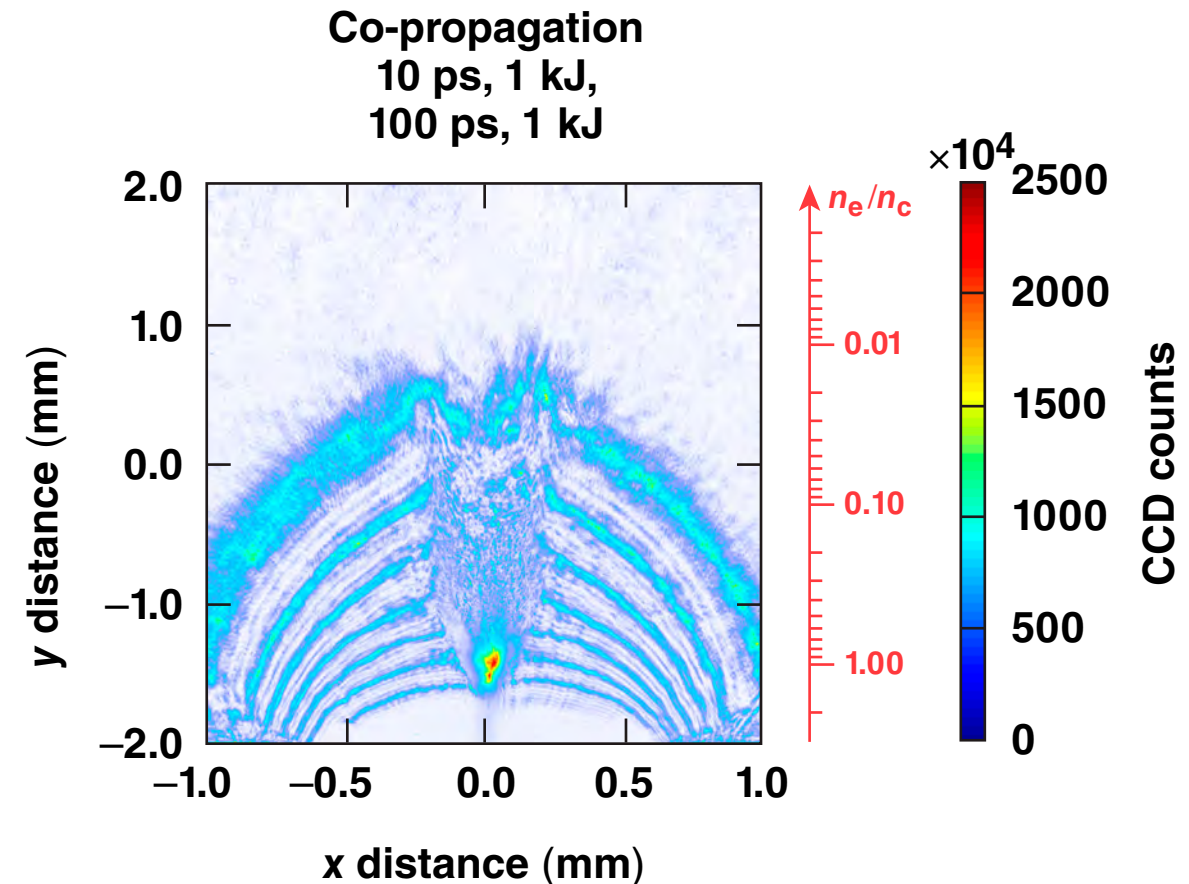 Co-propagation
10 ps, 1 kJ,
100 ps, 1 kJ
×10⁴
2500
2000
1500
1000
500
0
CCD counts
nₑ/n꜀
0.01
0.10
1.00
2.0
1.0
0.0
–1.0
–2.0
y distance (mm)
–1.0 –0.5 0.0 0.5 1.0
x distance (mm)